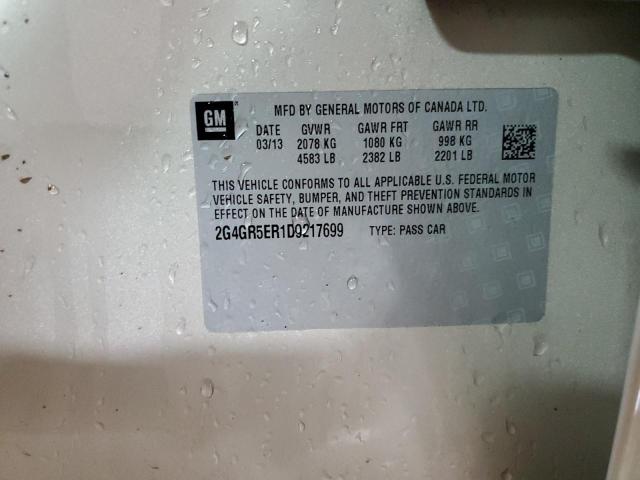 GM
MFD BY GENERAL MOTORS OF CANADA LTD.
DATE GVWR GAWR FRT GAWR RR
03/13 2078 KG 1080 KG 998 KG
4583 LB 2382 LB 2201 LB
THIS VEHICLE CONFORMS TO ALL APPLICABLE U.S. FEDERAL MOTOR
VEHICLE SAFETY, BUMPER, AND THEFT PREVENTION STANDARDS IN
EFFECT ON THE DATE OF MANUFACTURE SHOWN ABOVE.
2G4GR5ER1D9217699 TYPE: PASS CAR